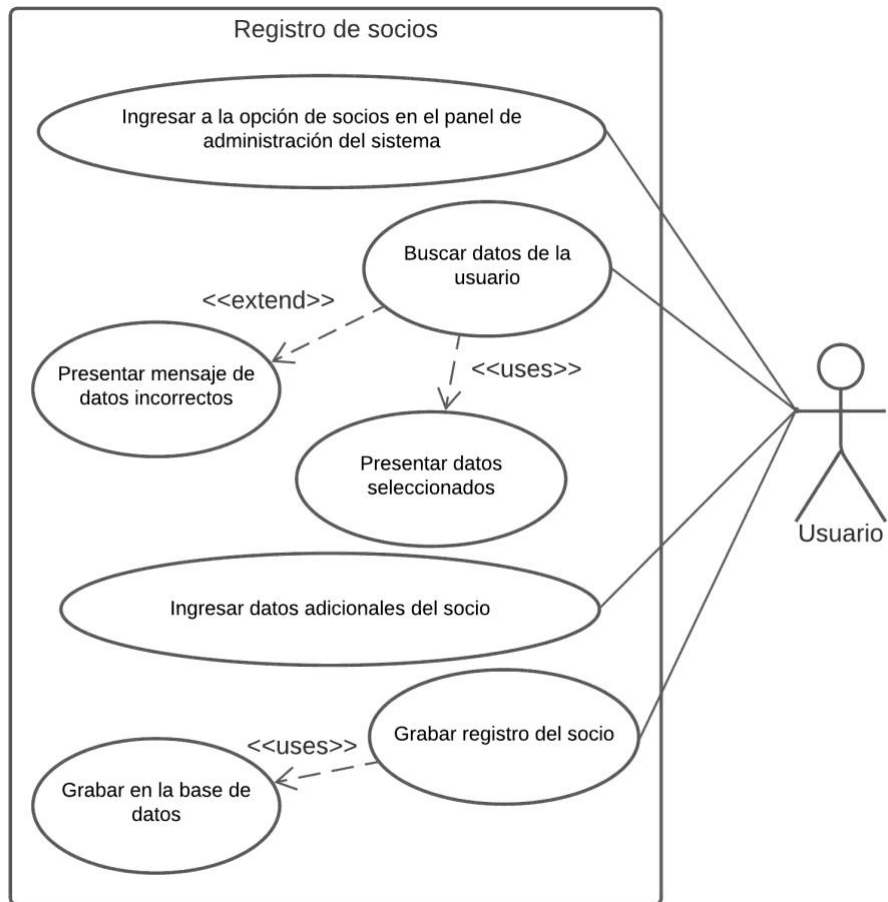 Registro de socios
Ingresar a la opción de socios en el panel de
administración del sistema
Buscar datos de la
usuario
<<extend>>
Presentar mensaje de
datos incorrectos
<<uses>>
Presentar datos
seleccionados
Usuario
Ingresar datos adicionales del socio
Grabar registro del socio
<<uses>>
Grabar en la base de
datos